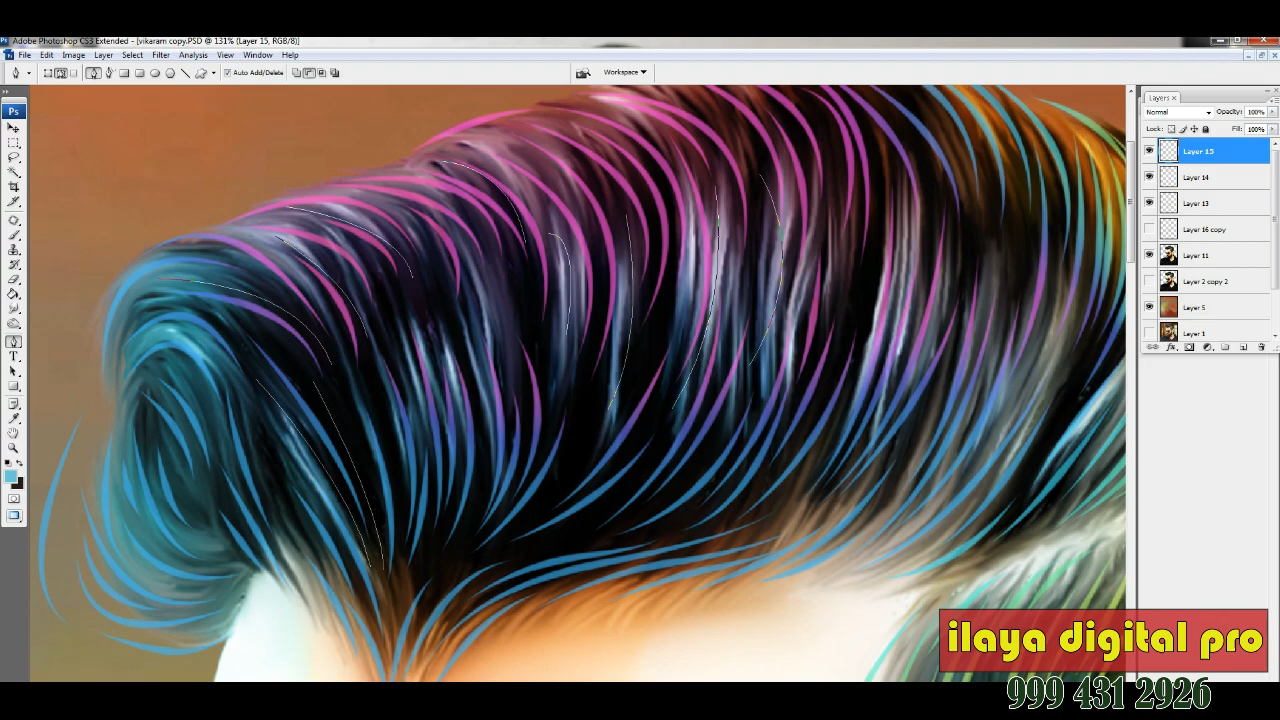 Adobe Photoshop CS3 Extended - [vikaram copy.PSD @ 131% (Layer 15, RGB/8)]
File Edit Image Layer Select Filter Analysis View Window Help
Auto Add/Delete
Workspace
Ps
Layers x
Normal Opacity: 100%
Lock: Fill: 100%
Layer 15
Layer 14
Layer 13
Layer 16 copy
Layer 11
Layer 2 copy 2
Layer 5
Layer 1
T
fx
ilaya digital pro
999 431 2926